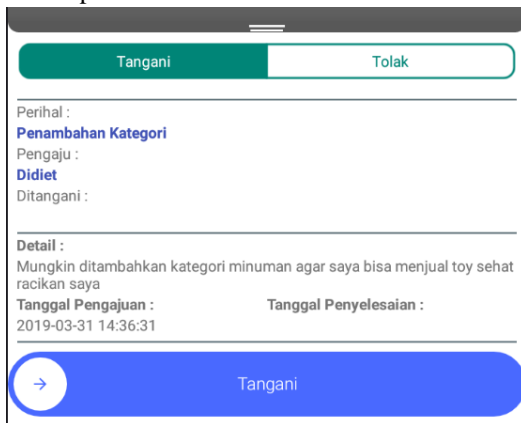 Tangani Tolak
Perihal :
Penambahan Kategori
Pengaju :
Didiet
Ditangani :
Detail :
Mungkin ditambahkan kategori minuman agar saya bisa menjual toy sehat
racikan saya
Tanggal Pengajuan : Tanggal Penyelesaian :
2019-03-31 14:36:31
Tangani